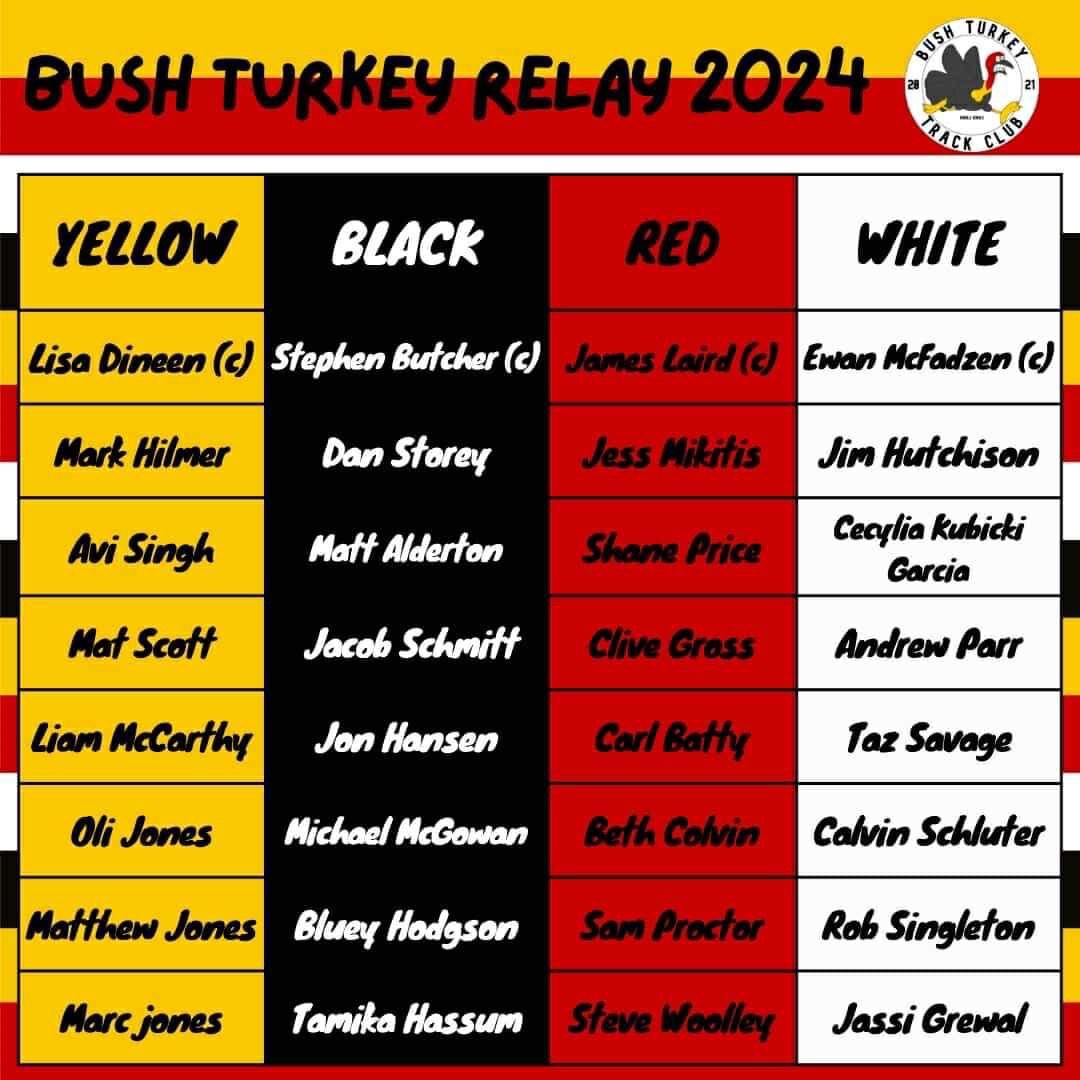 BUSH TURKEY RELAY 2024
BUSH TURKEY
20 21
TRACK CLUB
YELLOW BLACK RED WHITE
Lisa Dineen (c) Stephen Butcher (c) James Laird (c) Ewan McFadzen (c)
Mark Hilmer Dan Storey Jess Mikitis Jim Hutchison
Avi Singh Matt Alderton Shane Price Cecylia Kubicki
Garcia
Mat Scott Jacob Schmitt Clive Gross Andrew Parr
Liam McCarthy Jon Hansen Carl Batty Taz Savage
Oli Jones Michael McGowan Beth Colvin Calvin Schluter
Matthew Jones Bluey Hodgson Sam Proctor Rob Singleton
Marc jones Tamika Hassum Steve Woolley Jassi Grewal